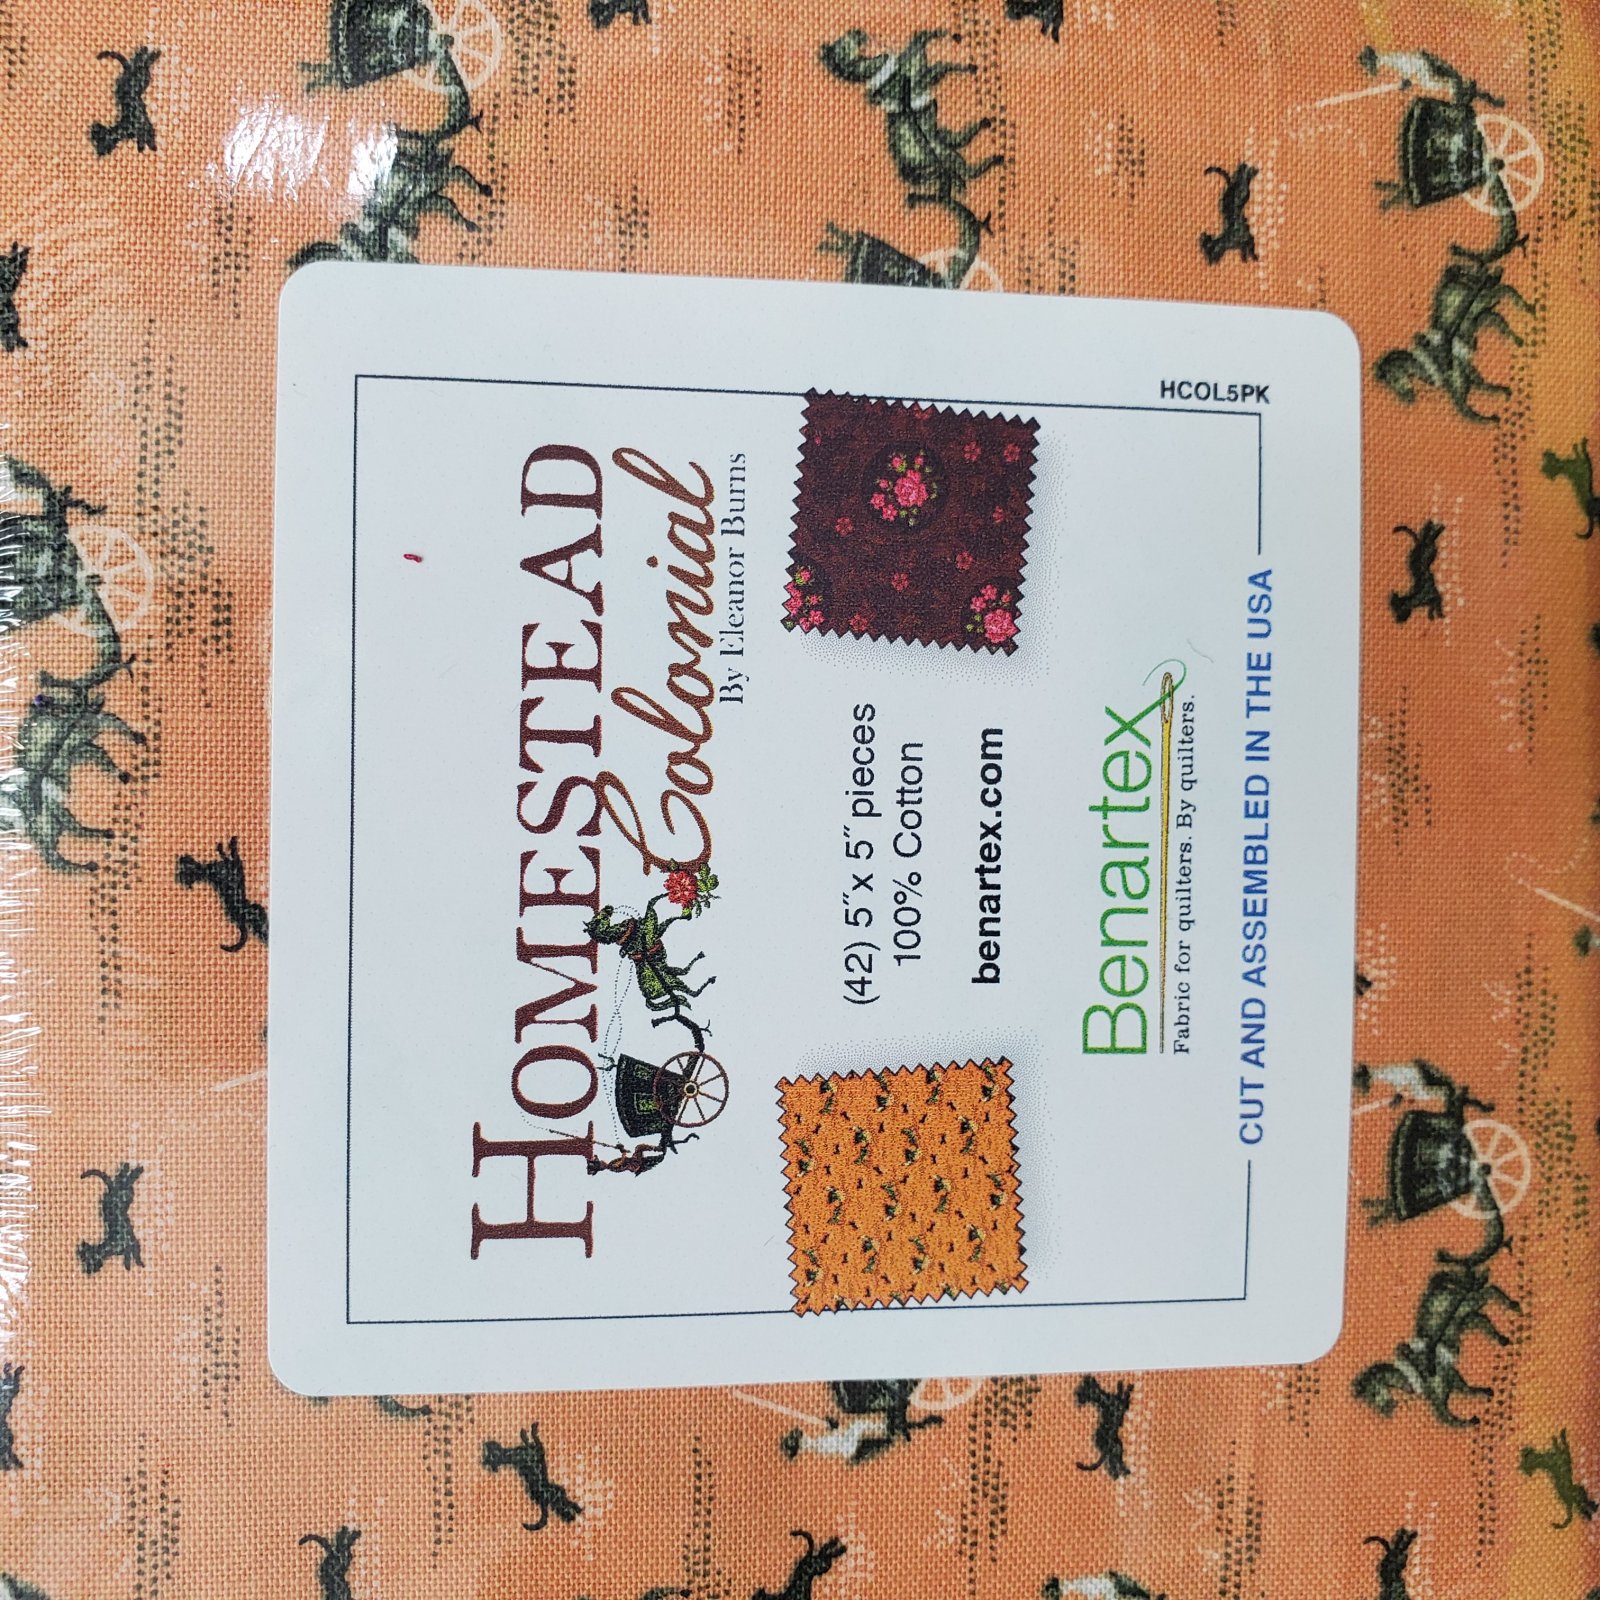 HOMESTEAD
Colonial
By Eleanor Burns
(42) 5″x 5″ pieces
100% Cotton
benartex.com
Benartex
Fabric for quilters. By quilters.
CUT AND ASSEMBLED IN THE USA
HCOL5PK